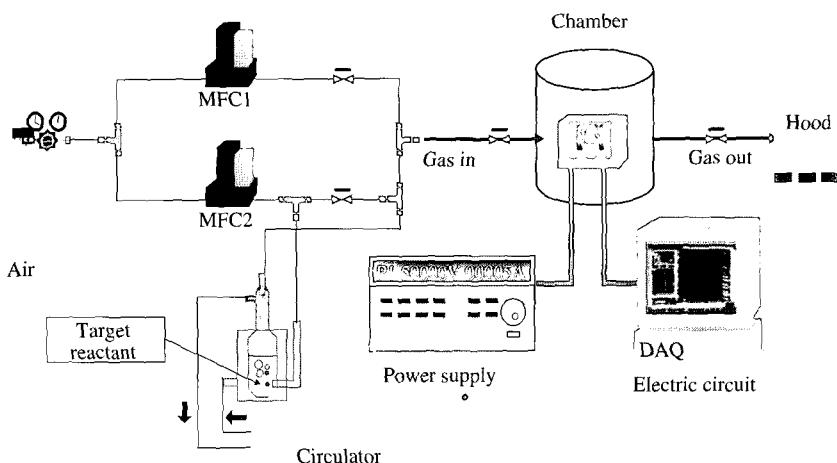 Chamber
MFC1
Hood
Gas in
Gas out
MFC2
Air
Target
reactant
DAQ
Power supply
Electric circuit
Circulator